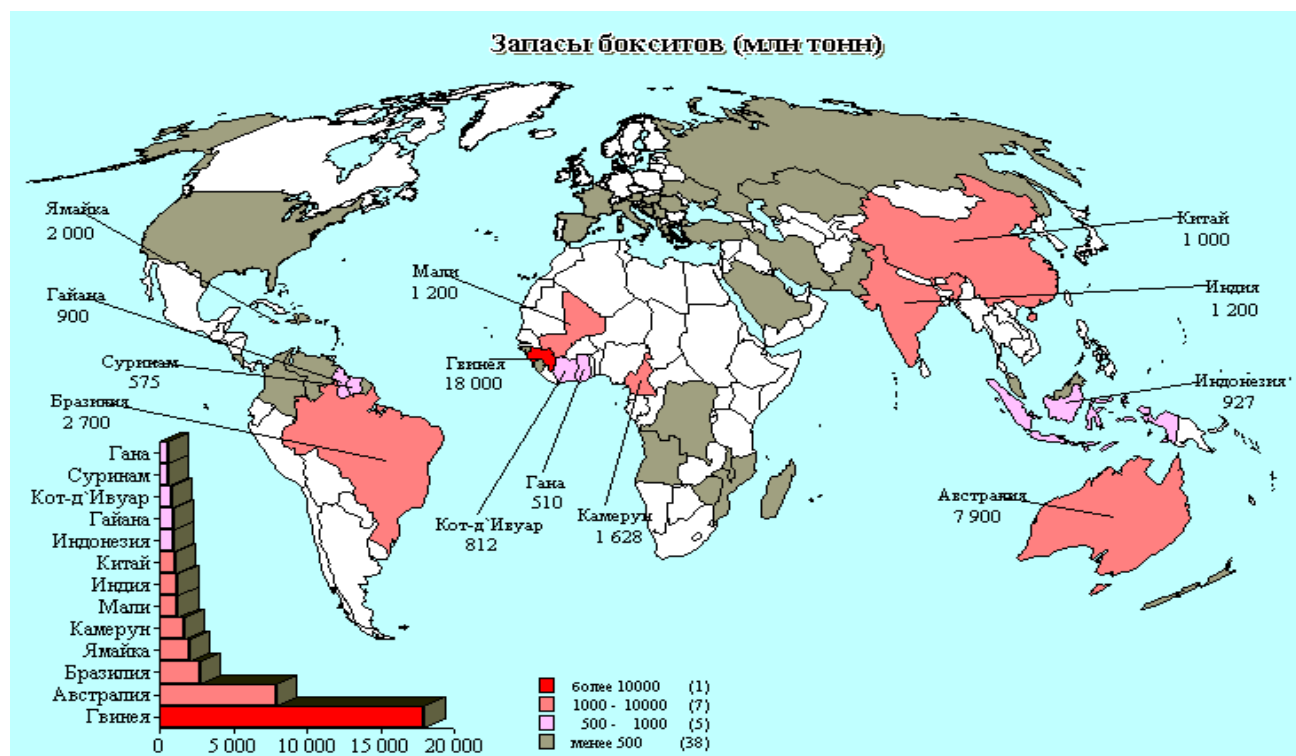 Запасы бокситов (млн тонн)
Ямайка
2 000
Гайана
900
Суринам
575
Бразиния
2 700
Мали
1 200
Гвинея
18 000
Кот-д`Ивуар
812
Гана
510
Камерун
1 628
Китай
1 000
Индия
1 200
Индонезия
927
Австралия
7 900
Гана
Суринам
Кот-д`Ивуар
Гайана
Индонезия
Китай
Индия
Мали
Камерун
Ямайка
Бразилия
Австралия
Гвинея
0 5 000 10 000 15 000 20 000
более 10000 (1)
1000 - 10000 (7)
500 - 1000 (5)
менее 500 (38)